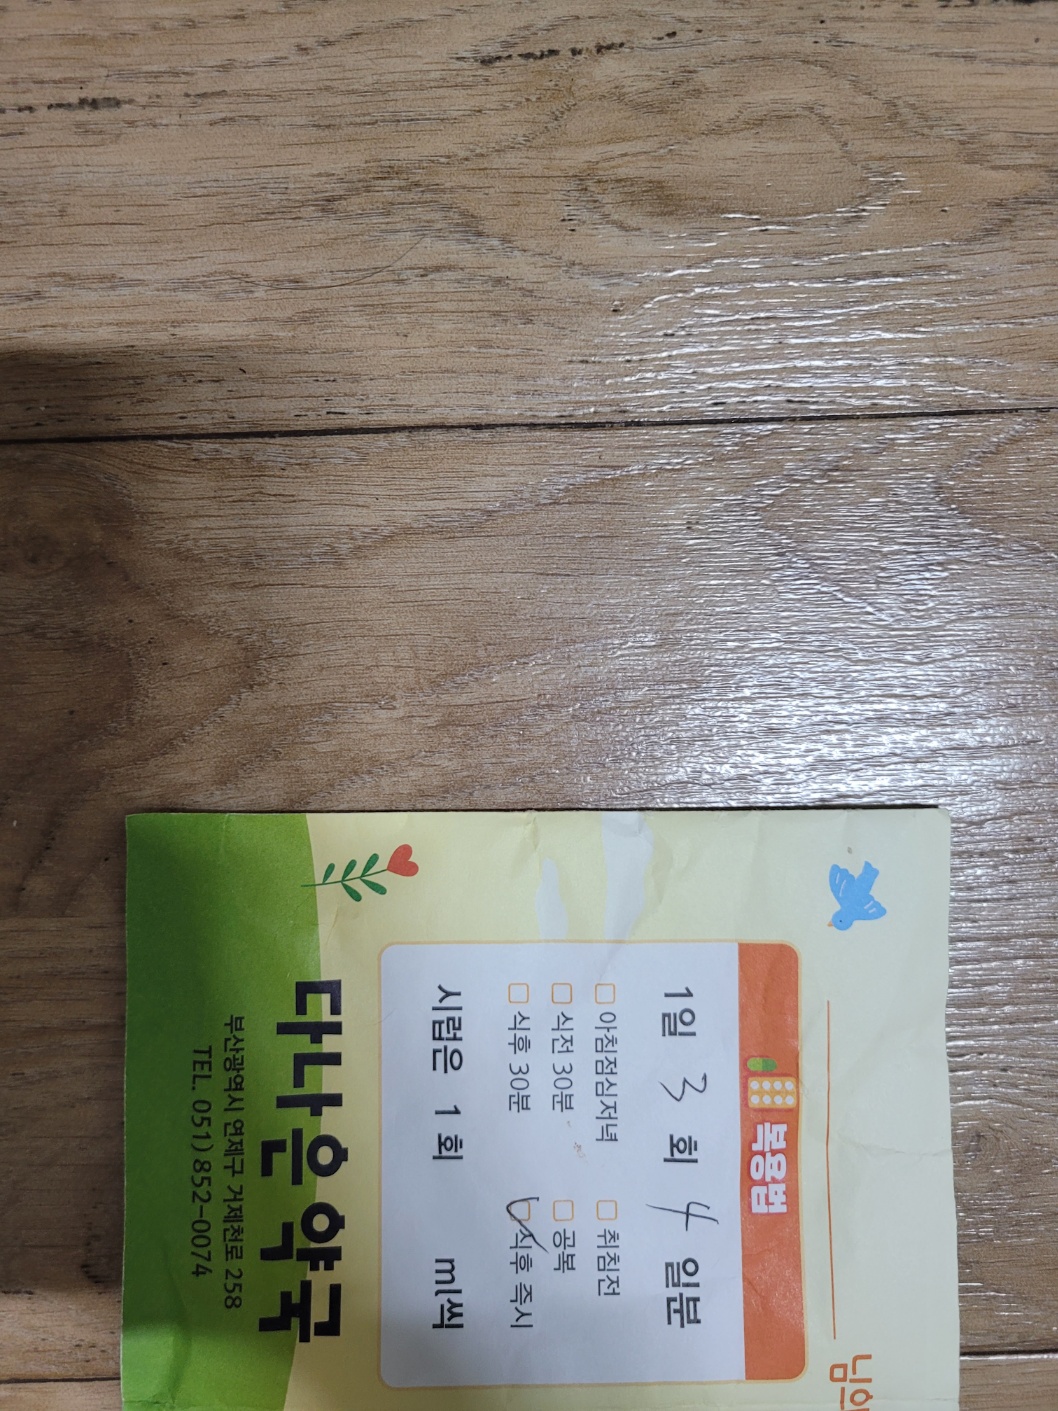 님의
복용법
1일 3 회 4 일분
□ 아침점심저녁 □ 취침전
□ 식전 30분 □ 공복
□ 식후 30분 ☑ 식후 즉시
시럽은 1 회 ml씩
다나은약국
부산광역시 연제구 거제천로 258
TEL. 051) 852-0074